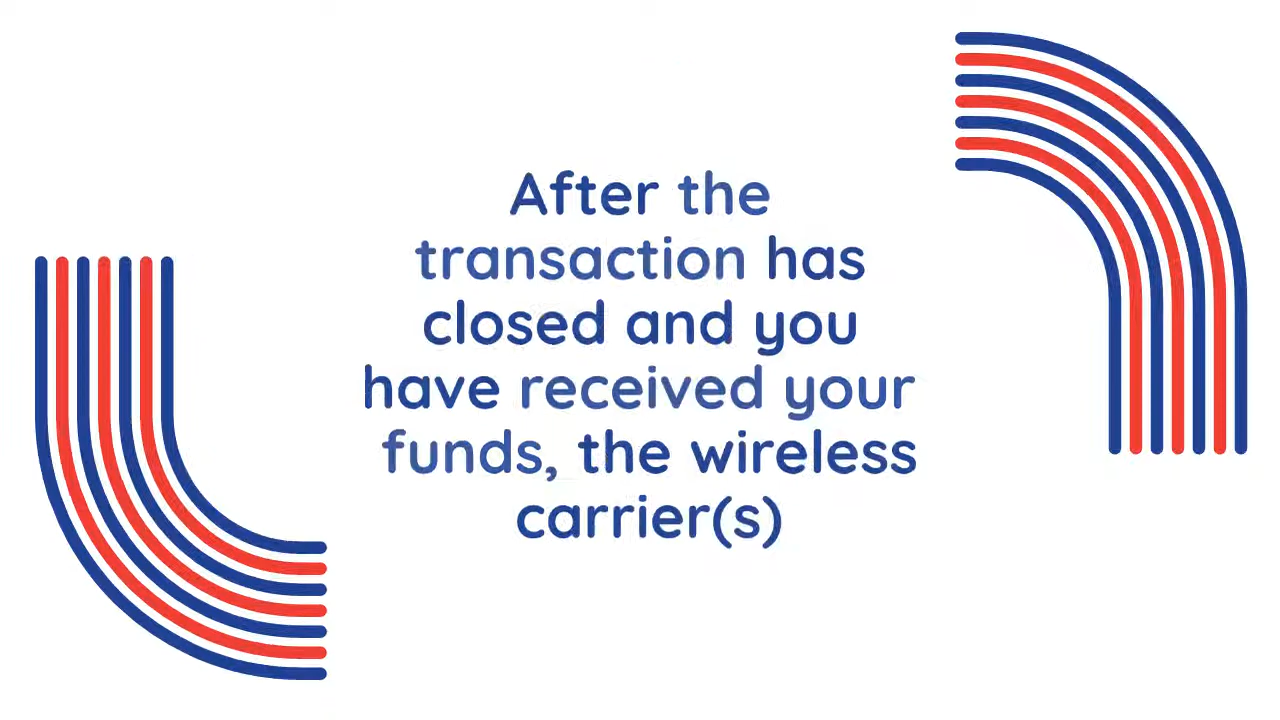 After the
transaction has
closed and you
have received your
funds, the wireless
carrier(s)